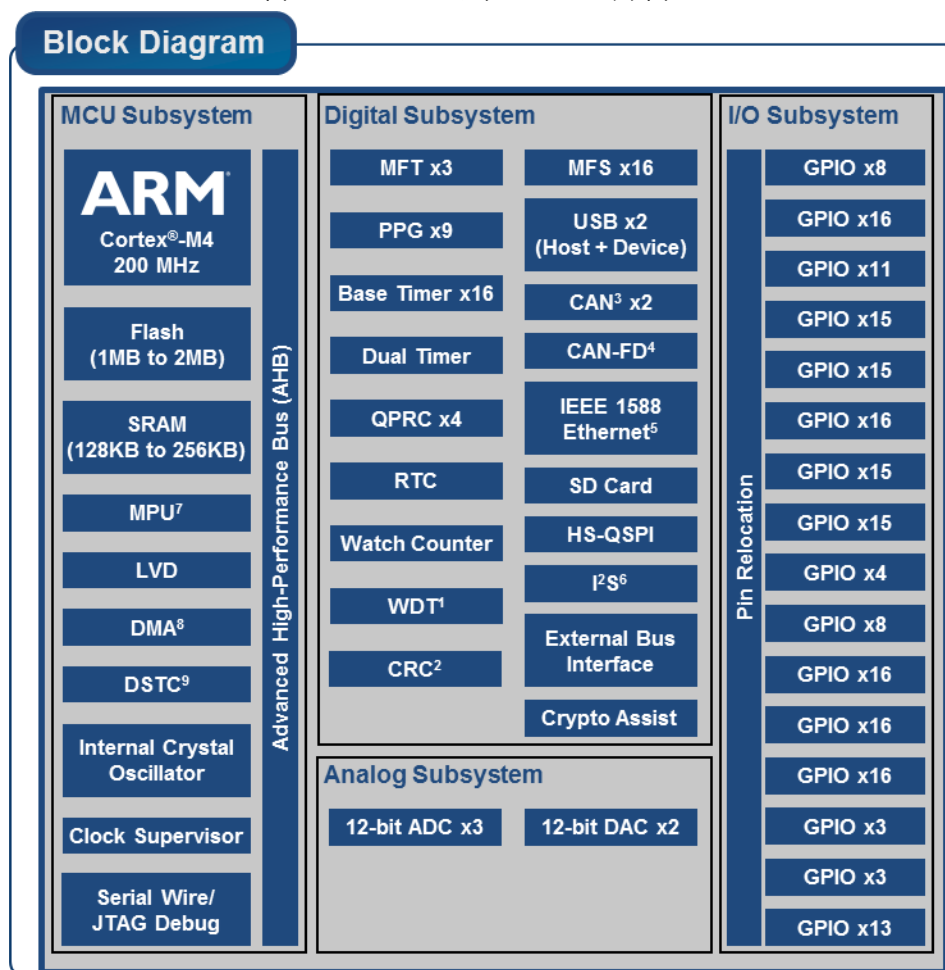 Block Diagram
MCU Subsystem
ARM®
Cortex®-M4
200 MHz
Flash
(1MB to 2MB)
SRAM
(128KB to 256KB)
MPU⁷
LVD
DMA⁸
DSTC⁹
Internal Crystal
Oscillator
Clock Supervisor
Serial Wire/
JTAG Debug
Advanced High-Performance Bus (AHB)
Digital Subsystem
MFT x3
PPG x9
Base Timer x16
Dual Timer
QPRC x4
RTC
Watch Counter
WDT¹
CRC²
MFS x16
USB x2
(Host + Device)
CAN³ x2
CAN-FD⁴
IEEE 1588
Ethernet⁵
SD Card
HS-QSPI
I²S⁶
External Bus
Interface
Crypto Assist
Analog Subsystem
12-bit ADC x3
12-bit DAC x2
I/O Subsystem
Pin Relocation
GPIO x8
GPIO x16
GPIO x11
GPIO x15
GPIO x15
GPIO x16
GPIO x15
GPIO x15
GPIO x4
GPIO x8
GPIO x16
GPIO x16
GPIO x16
GPIO x3
GPIO x3
GPIO x13